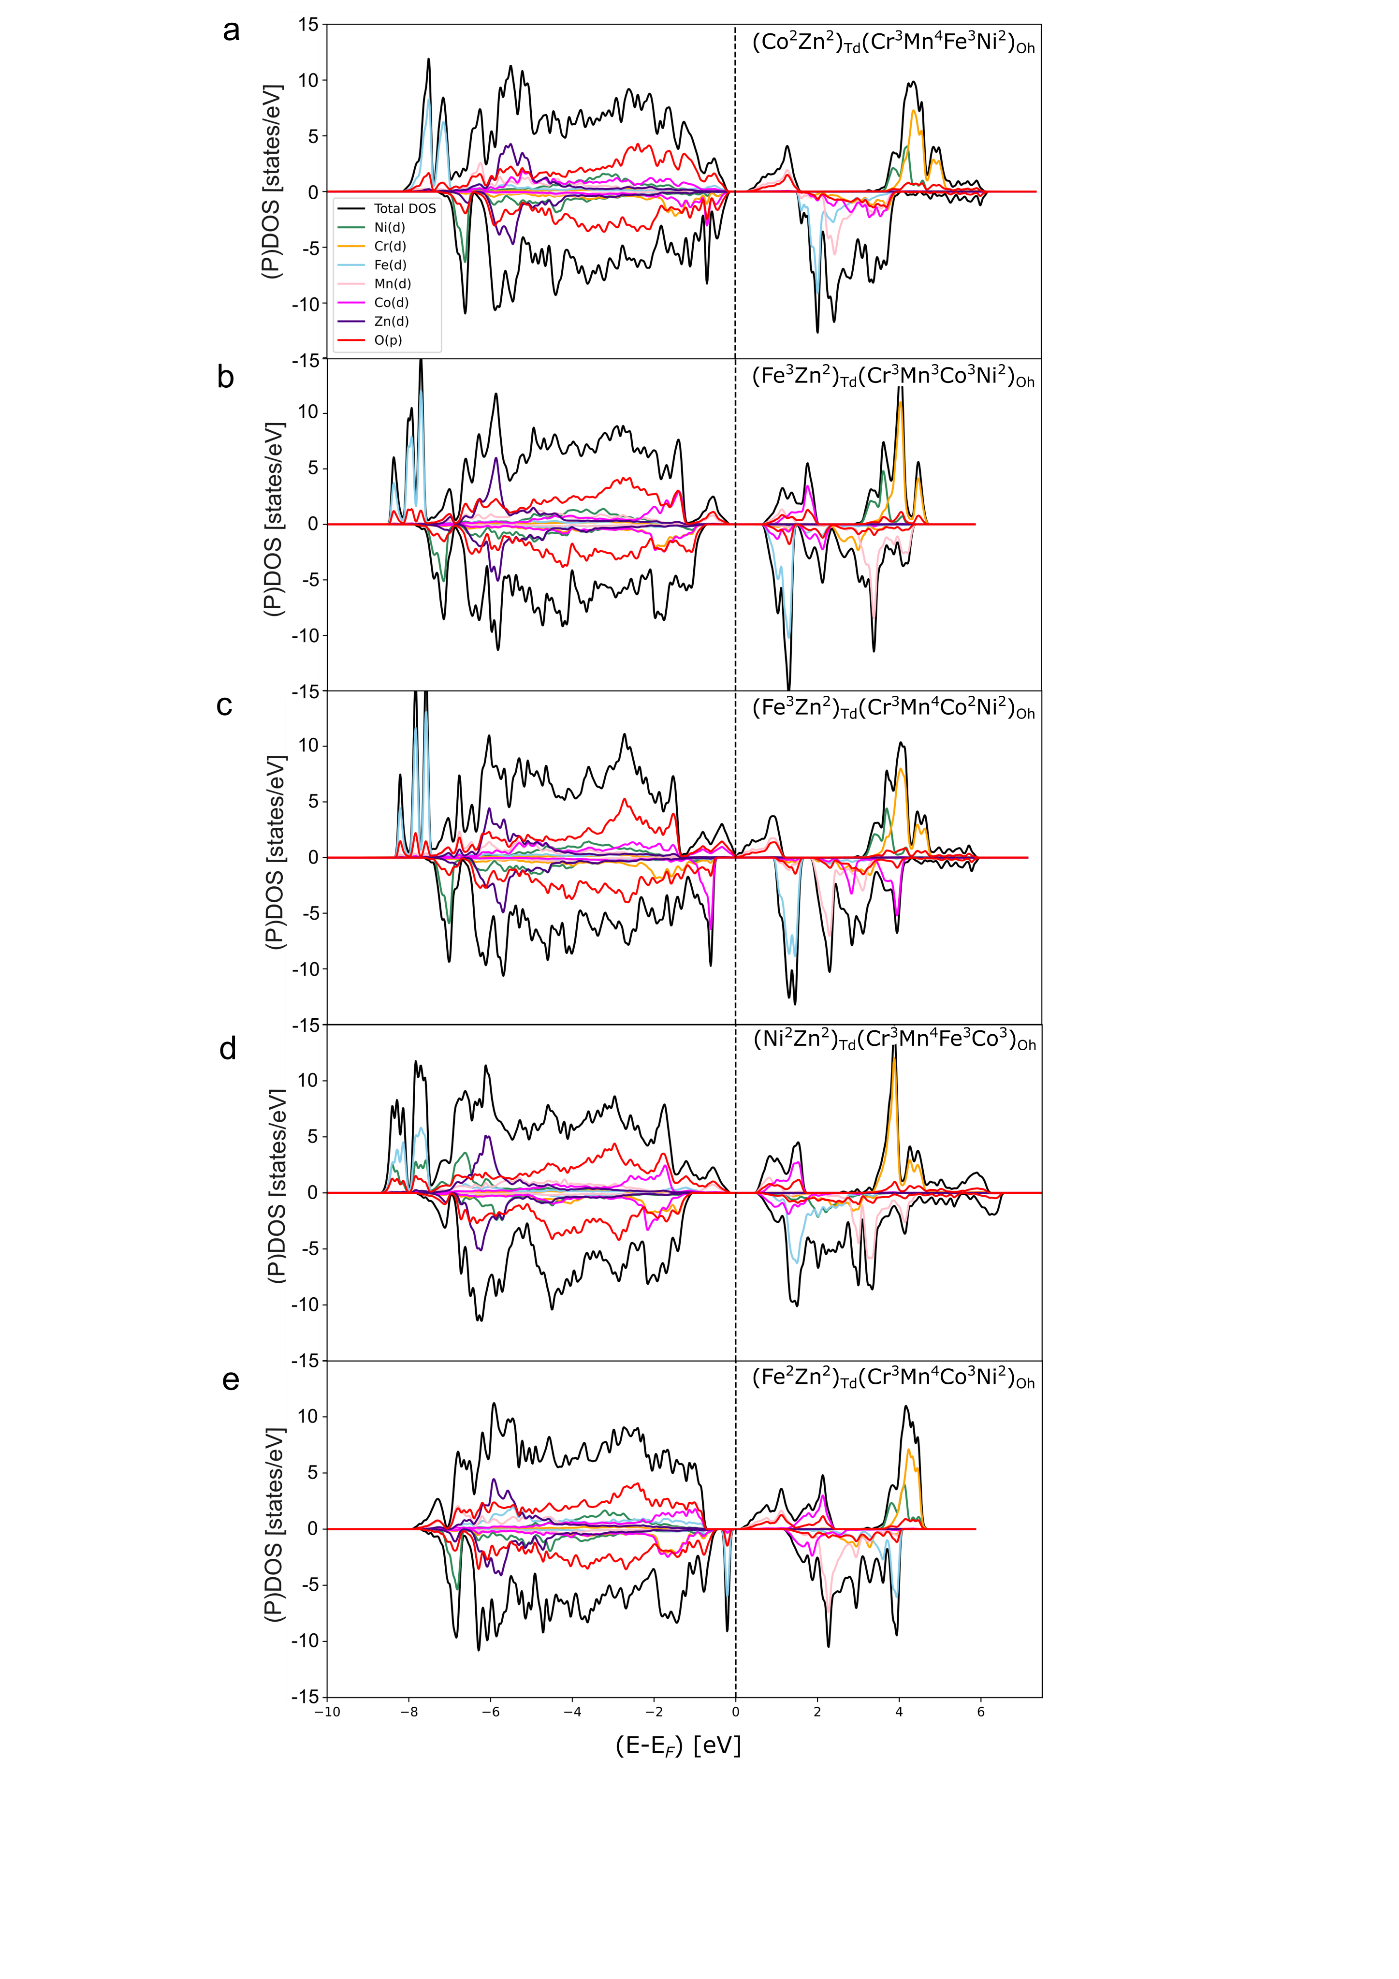 a
(Co²Zn²)Td(Cr³Mn⁴Fe³Ni²)Oh
15
10
5
0
-5
-10
-15
(P)DOS [states/eV]
Total DOS
Ni(d)
Cr(d)
Fe(d)
Mn(d)
Co(d)
Zn(d)
O(p)
b
(Fe³Zn²)Td(Cr³Mn³Co³Ni²)Oh
10
5
0
-5
-10
-15
(P)DOS [states/eV]
c
(Fe³Zn²)Td(Cr³Mn⁴Co²Ni²)Oh
10
5
0
-5
-10
-15
(P)DOS [states/eV]
d
(Ni²Zn²)Td(Cr³Mn⁴Fe³Co³)Oh
10
5
0
-5
-10
-15
(P)DOS [states/eV]
e
(Fe²Zn²)Td(Cr³Mn⁴Co³Ni²)Oh
10
5
0
-5
-10
-15
(P)DOS [states/eV]
−10 −8 −6 −4 −2 0 2 4 6
(E-EF) [eV]